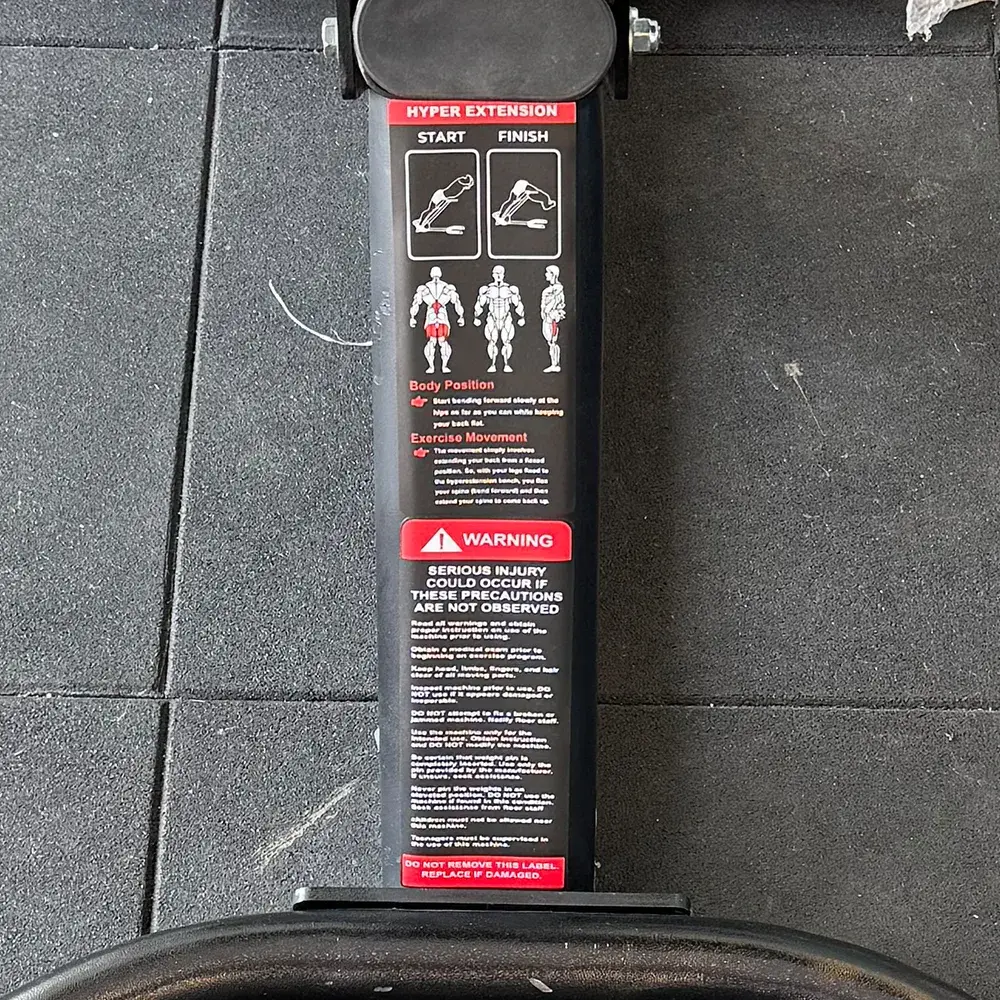 HYPER EXTENSION
START FINISH
Body Position
Start bending forward slowly at the
hips as far as you can while keeping
your back flat.
Exercise Movement
The movement simply involves
extending your back from a flexed
position. So, with your legs fixed to
the hyperextension bench, you flex
your spine (bend forward) and then
extend your spine to come back up.
WARNING
SERIOUS INJURY
COULD OCCUR IF
THESE PRECAUTIONS
ARE NOT OBSERVED
Read all warnings and obtain
proper instruction on use of the
machine prior to using.
Obtain a medical exam prior to
beginning an exercise program.
Keep head, limbs, fingers, and hair
clear of all moving parts.
Inspect machine prior to use. DO
NOT use if it appears damaged or
inoperable.
DO NOT attempt to fix a broken or
jammed machine. Notify floor staff.
Use the machine only for the
intended use. Obtain instruction
and DO NOT modify the machine.
Be certain that weight pin is
completely inserted. Use only the
pin provided by the manufacturer.
If unsure, seek assistance.
Never pin the weights in an
elevated position. DO NOT use the
machine if found in this condition.
Seek assistance from floor staff
children must not be allowed near
this machine.
Teenagers must be supervised in
the use of this machine.
DO NOT REMOVE THIS LABEL.
REPLACE IF DAMAGED.